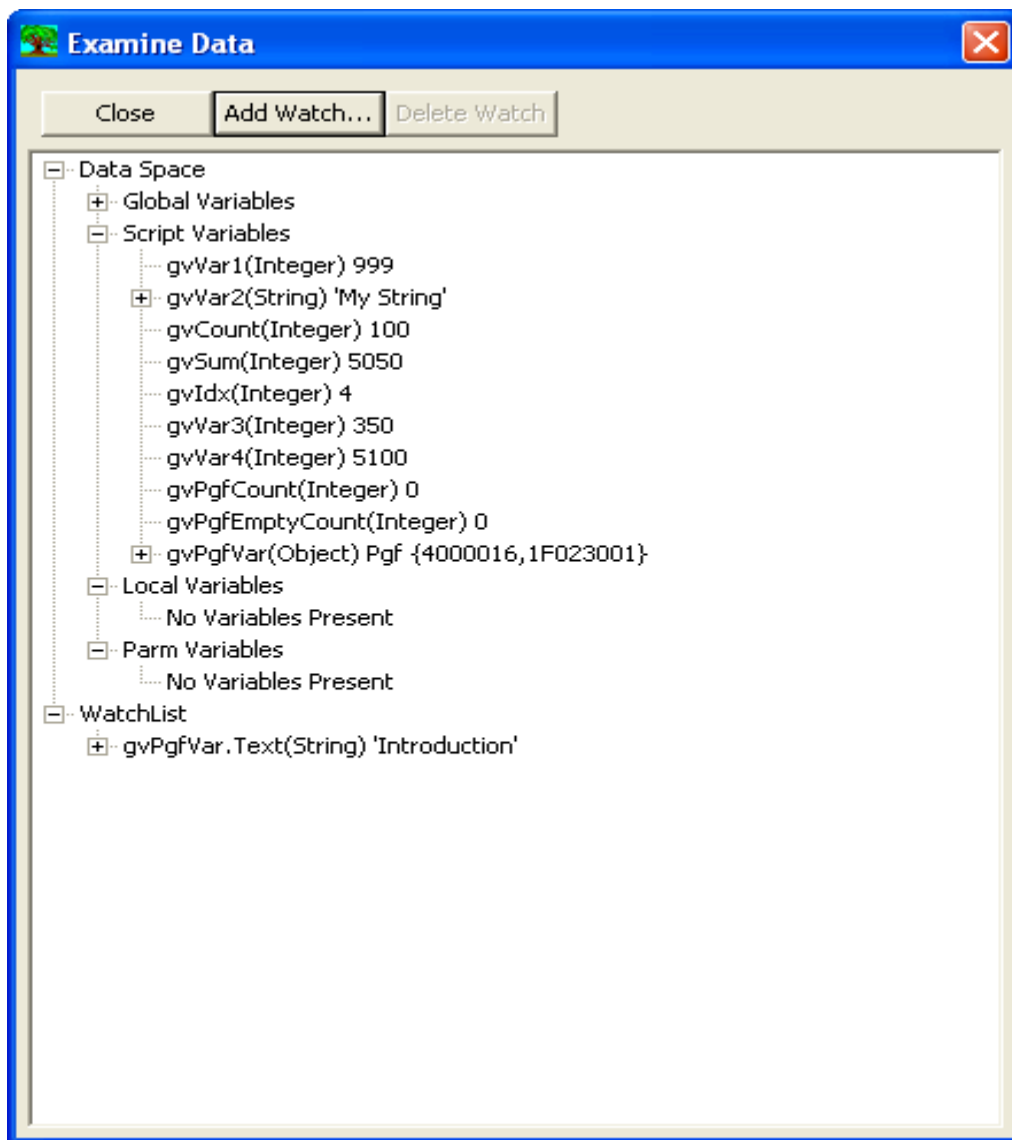 Examine Data
Close Add Watch... Delete Watch
Data Space
Global Variables
Script Variables
gvVar1(Integer) 999
gvVar2(String) 'My String'
gvCount(Integer) 100
gvSum(Integer) 5050
gvIdx(Integer) 4
gvVar3(Integer) 350
gvVar4(Integer) 5100
gvPgfCount(Integer) 0
gvPgfEmptyCount(Integer) 0
gvPgfVar(Object) Pgf {4000016,1F023001}
Local Variables
No Variables Present
Parm Variables
No Variables Present
WatchList
gvPgfVar.Text(String) 'Introduction'